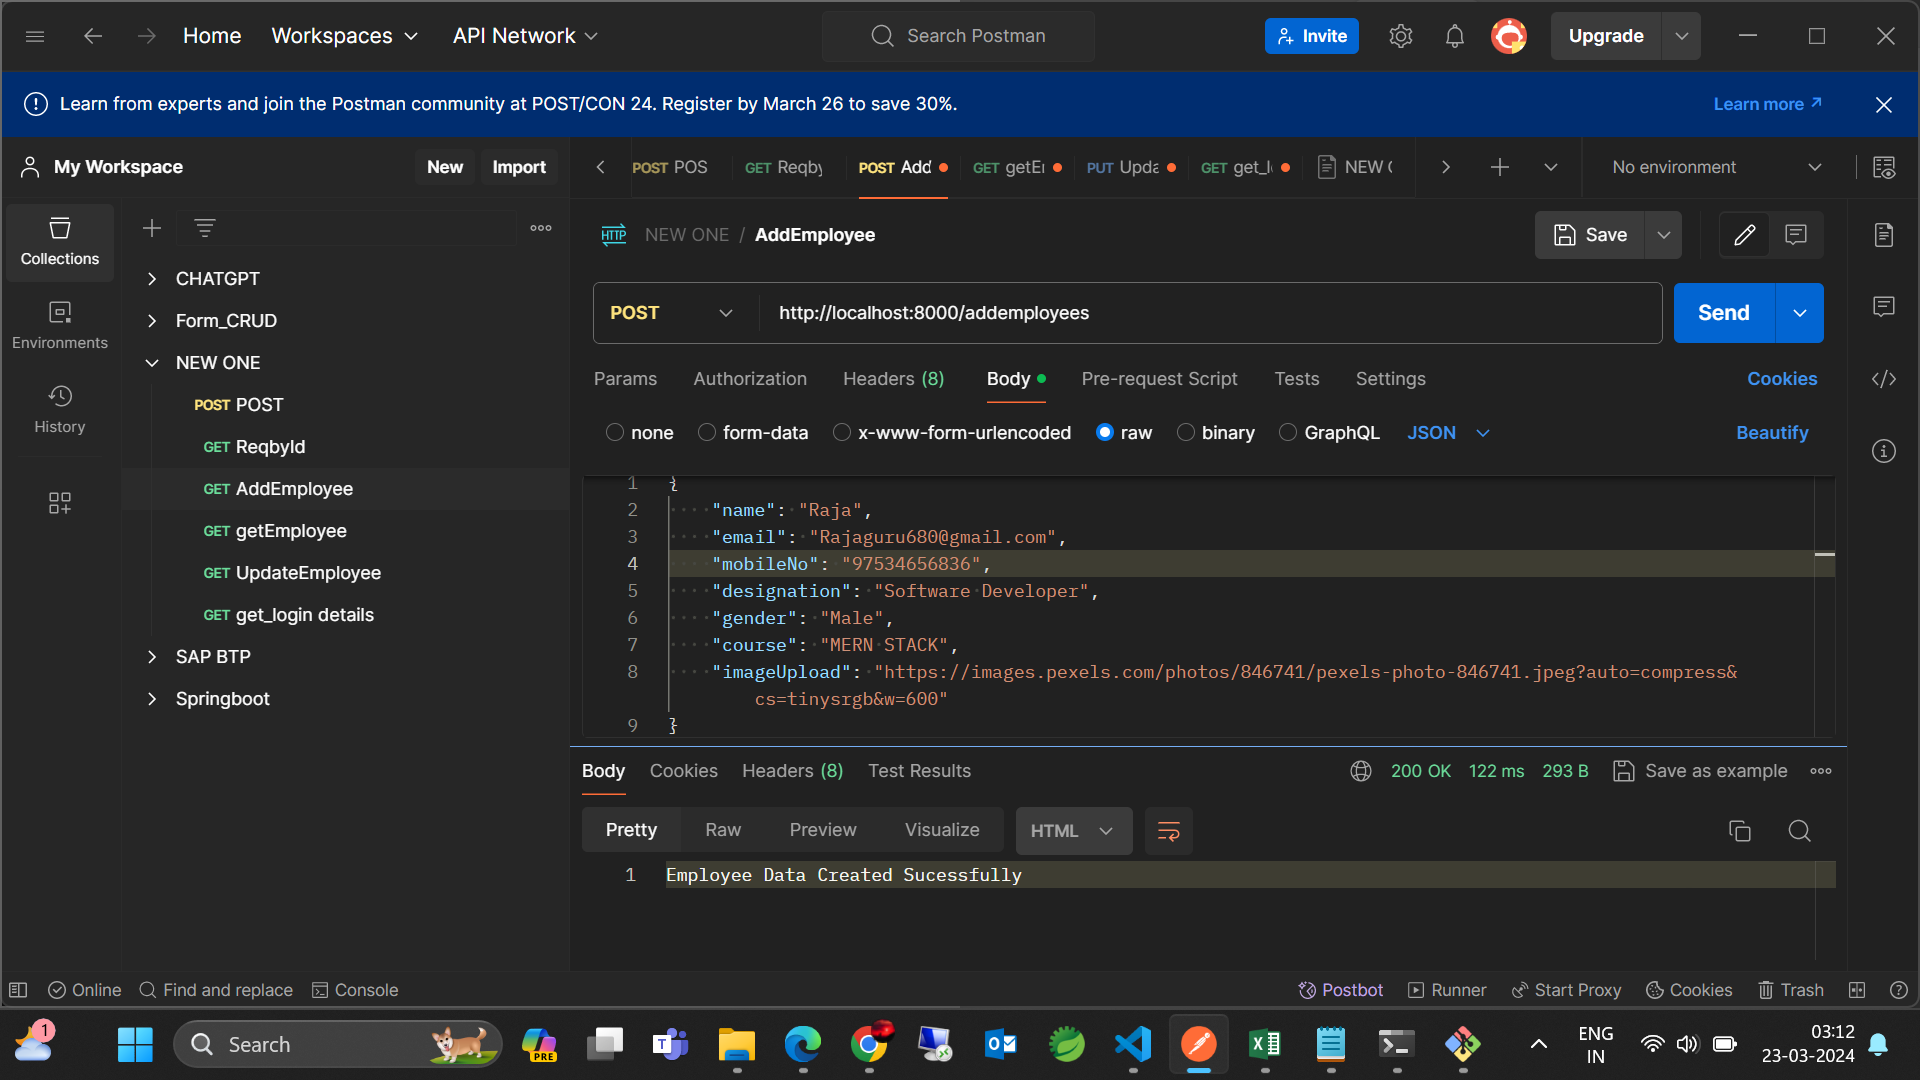 Home Workspaces API Network Search Postman Invite Upgrade
Learn from experts and join the Postman community at POST/CON 24. Register by March 26 to save 30%. Learn more ↗
My Workspace New Import POST POS GET Reqby POST Add GET getE PUT Upda GET get_l NEW No environment
Collections
Environments
History
CHATGPT
Form_CRUD
NEW ONE
POST POST
GET ReqbyId
GET AddEmployee
GET getEmployee
GET UpdateEmployee
GET get_login details
SAP BTP
Springboot
HTTP NEW ONE / AddEmployee Save
POST http://localhost:8000/addemployees Send
Params Authorization Headers (8) Body Pre-request Script Tests Settings Cookies
none form-data x-www-form-urlencoded raw binary GraphQL JSON Beautify
1 {
2 "name": "Raja",
3 "email": "Rajaguru680@gmail.com",
4 "mobileNo": "97534656836",
5 "designation": "Software Developer",
6 "gender": "Male",
7 "course": "MERN STACK",
8 "imageUpload": "https://images.pexels.com/photos/846741/pexels-photo-846741.jpeg?auto=compress&
cs=tinysrgb&w=600"
9 }
Body Cookies Headers (8) Test Results 200 OK 122 ms 293 B Save as example
Pretty Raw Preview Visualize HTML
1 Employee Data Created Sucessfully
Online Find and replace Console Postbot Runner Start Proxy Cookies Trash
1 Search PRE ENG
IN
03:12
23-03-2024